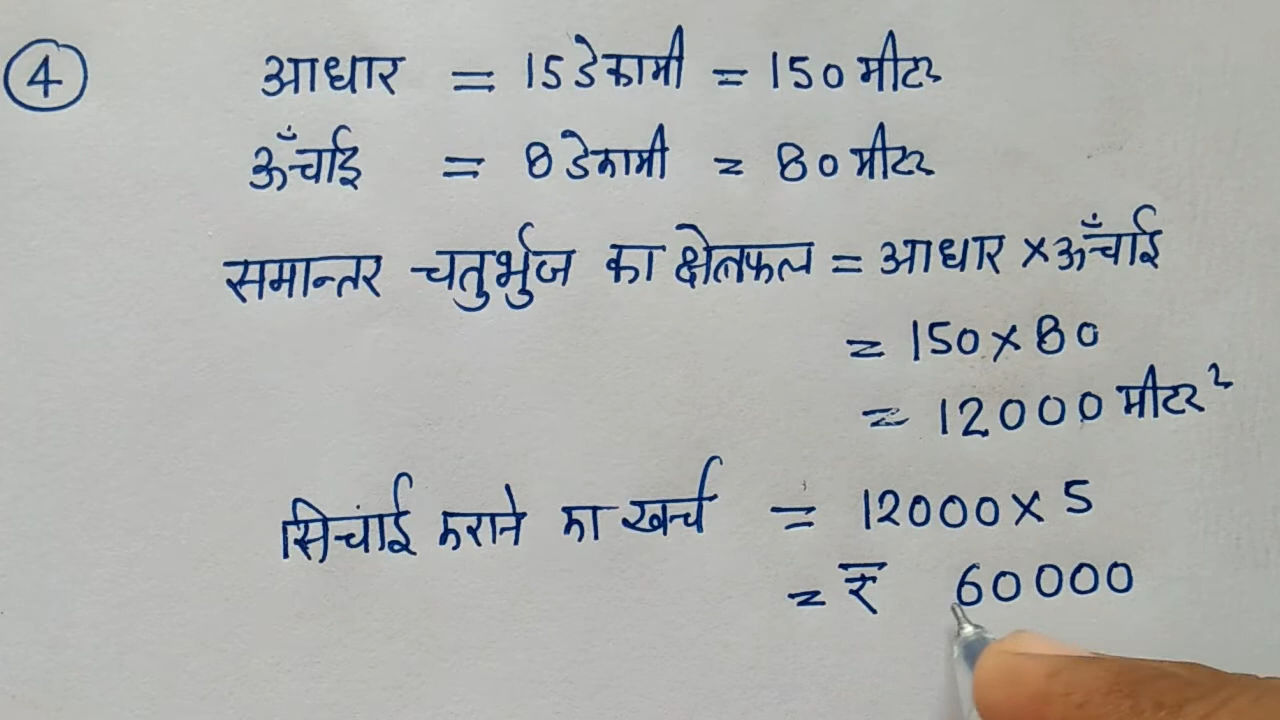 4 आधार = 15 डेकामी = 150 मीटर
ऊँचाई = 8 डेकामी = 80 मीटर
समान्तर चतुर्भुज का क्षेत्रफल = आधार × ऊँचाई
= 150 × 80
= 12000 मीटर²
सिचांई कराने का खर्च = 12000 × 5
= ₹ 60000